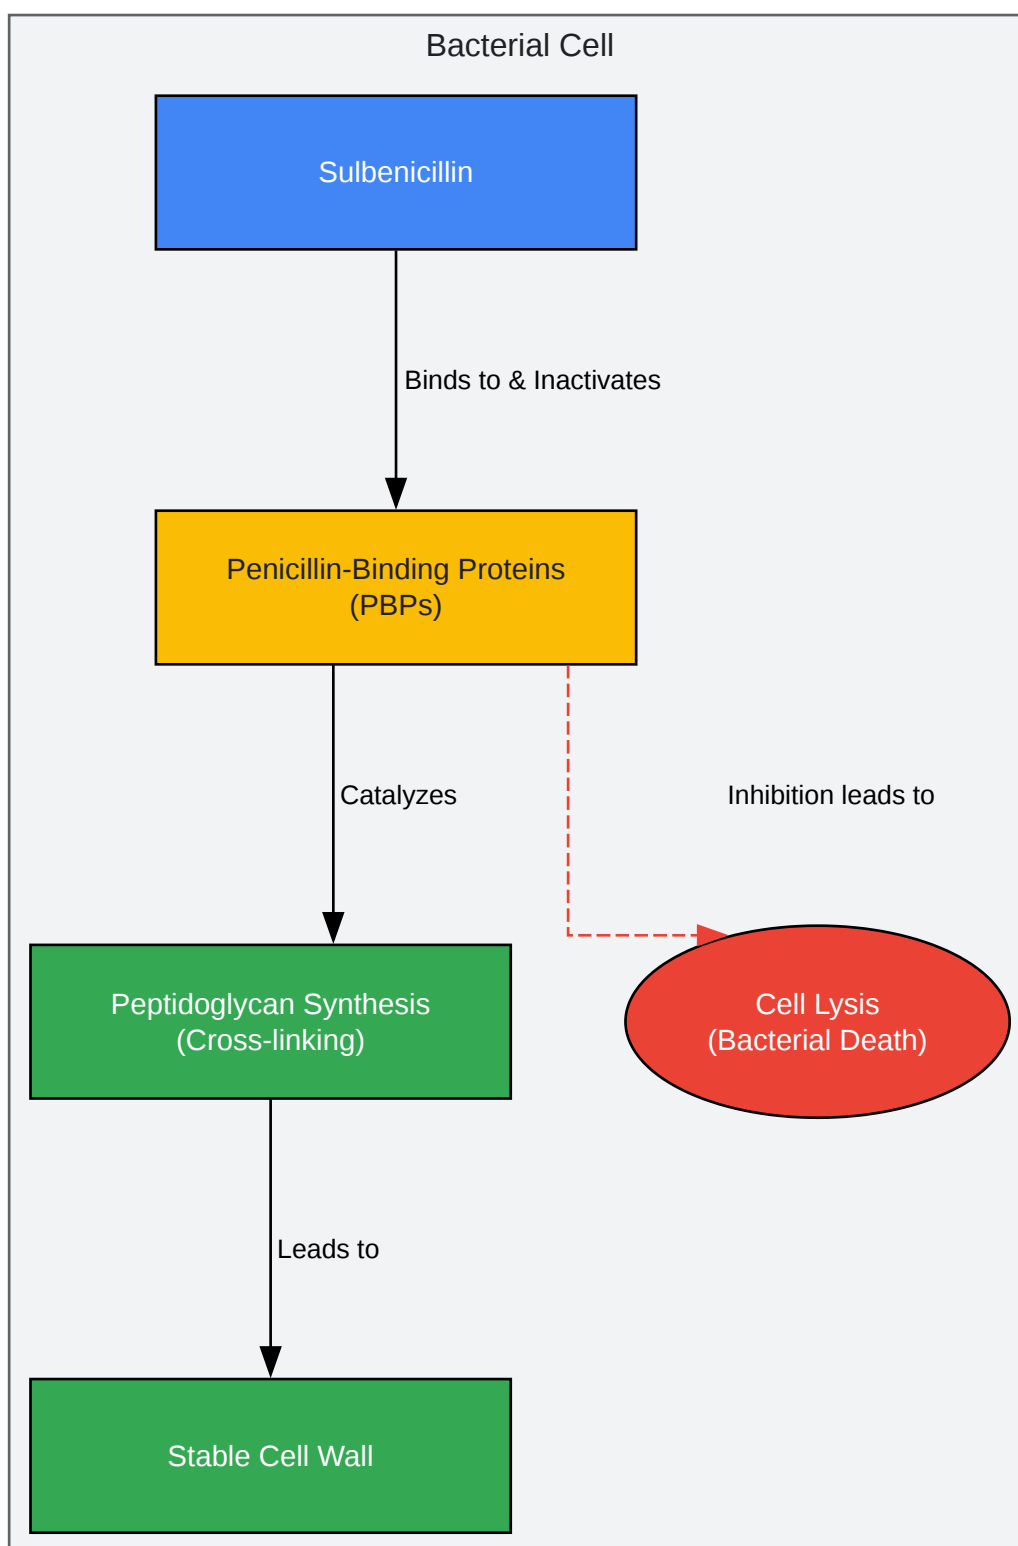 Bacterial Cell
Sulbenicillin
Binds to & Inactivates
Penicillin-Binding Proteins
(PBPs)
Catalyzes
Inhibition leads to
Peptidoglycan Synthesis
(Cross-linking)
Cell Lysis
(Bacterial Death)
Leads to
Stable Cell Wall